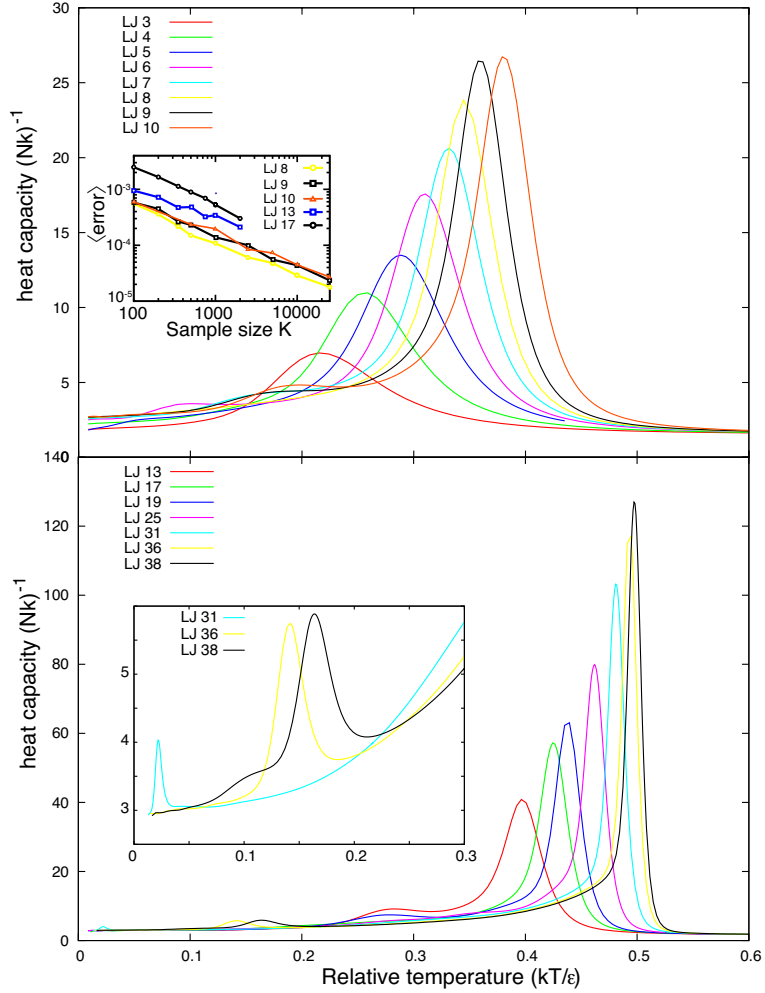 30
25
20
15
10
5
heat capacity (Nk)-1
LJ 3
LJ 4
LJ 5
LJ 6
LJ 7
LJ 8
LJ 9
LJ 10
10-3
10-4
10-5
⟨error⟩
100 1000 10000
Sample size K
LJ 8
LJ 9
LJ 10
LJ 13
LJ 17
140
120
100
80
60
40
20
0
heat capacity (Nk)-1
LJ 13
LJ 17
LJ 19
LJ 25
LJ 31
LJ 36
LJ 38
5
4
3
0 0.1 0.2 0.3
LJ 31
LJ 36
LJ 38
0 0.1 0.2 0.3 0.4 0.5 0.6
Relative temperature (kT/ε)